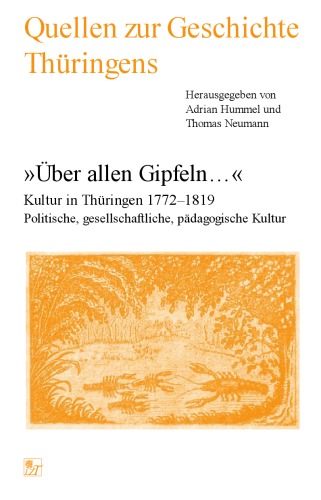 Quellen zur Geschichte
Thüringens
Herausgegeben von
Adrian Hummel und
Thomas Neumann
»Über allen Gipfeln…«
Kultur in Thüringen 1772–1819
Politische, gesellschaftliche, pädagogische Kultur
LZT